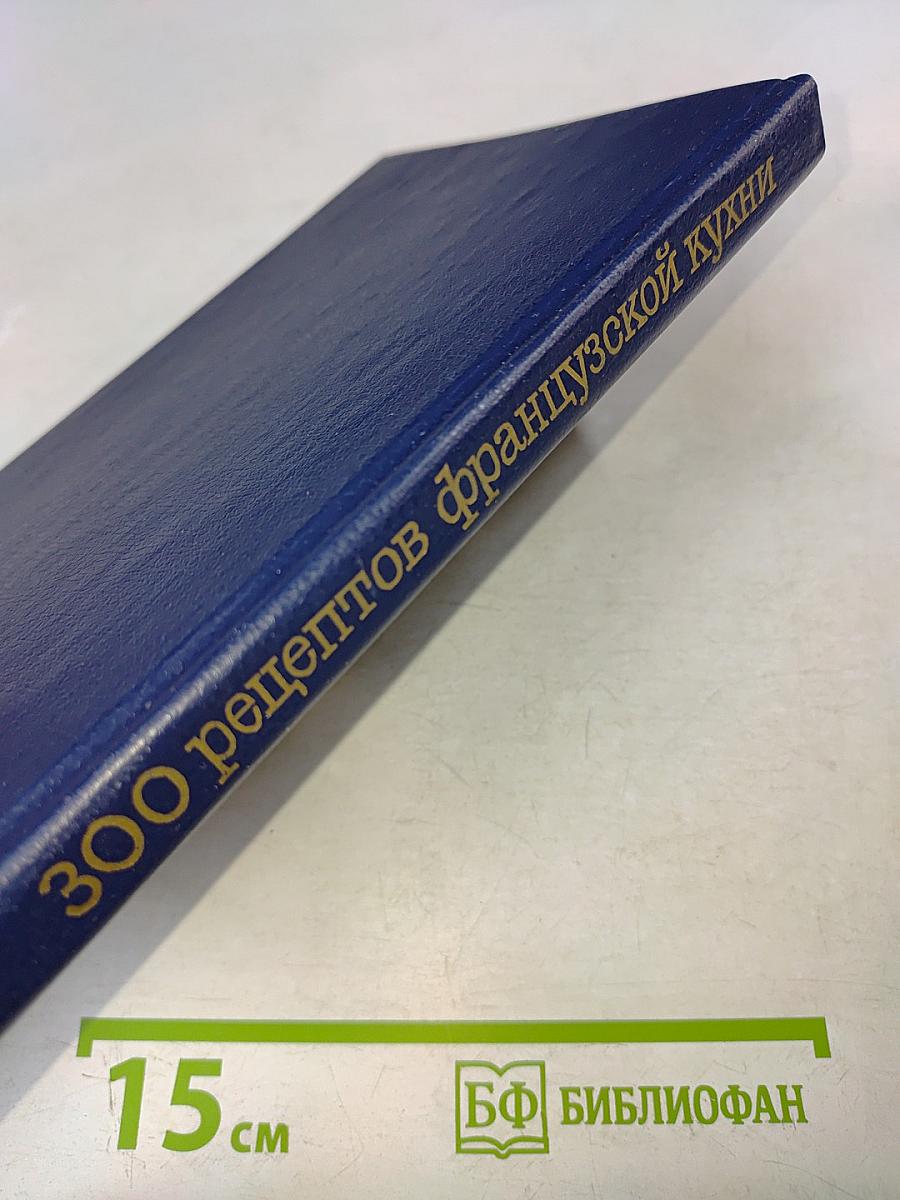 300 рецептов французской кухни
15 см
БФ БИБЛИОФАН